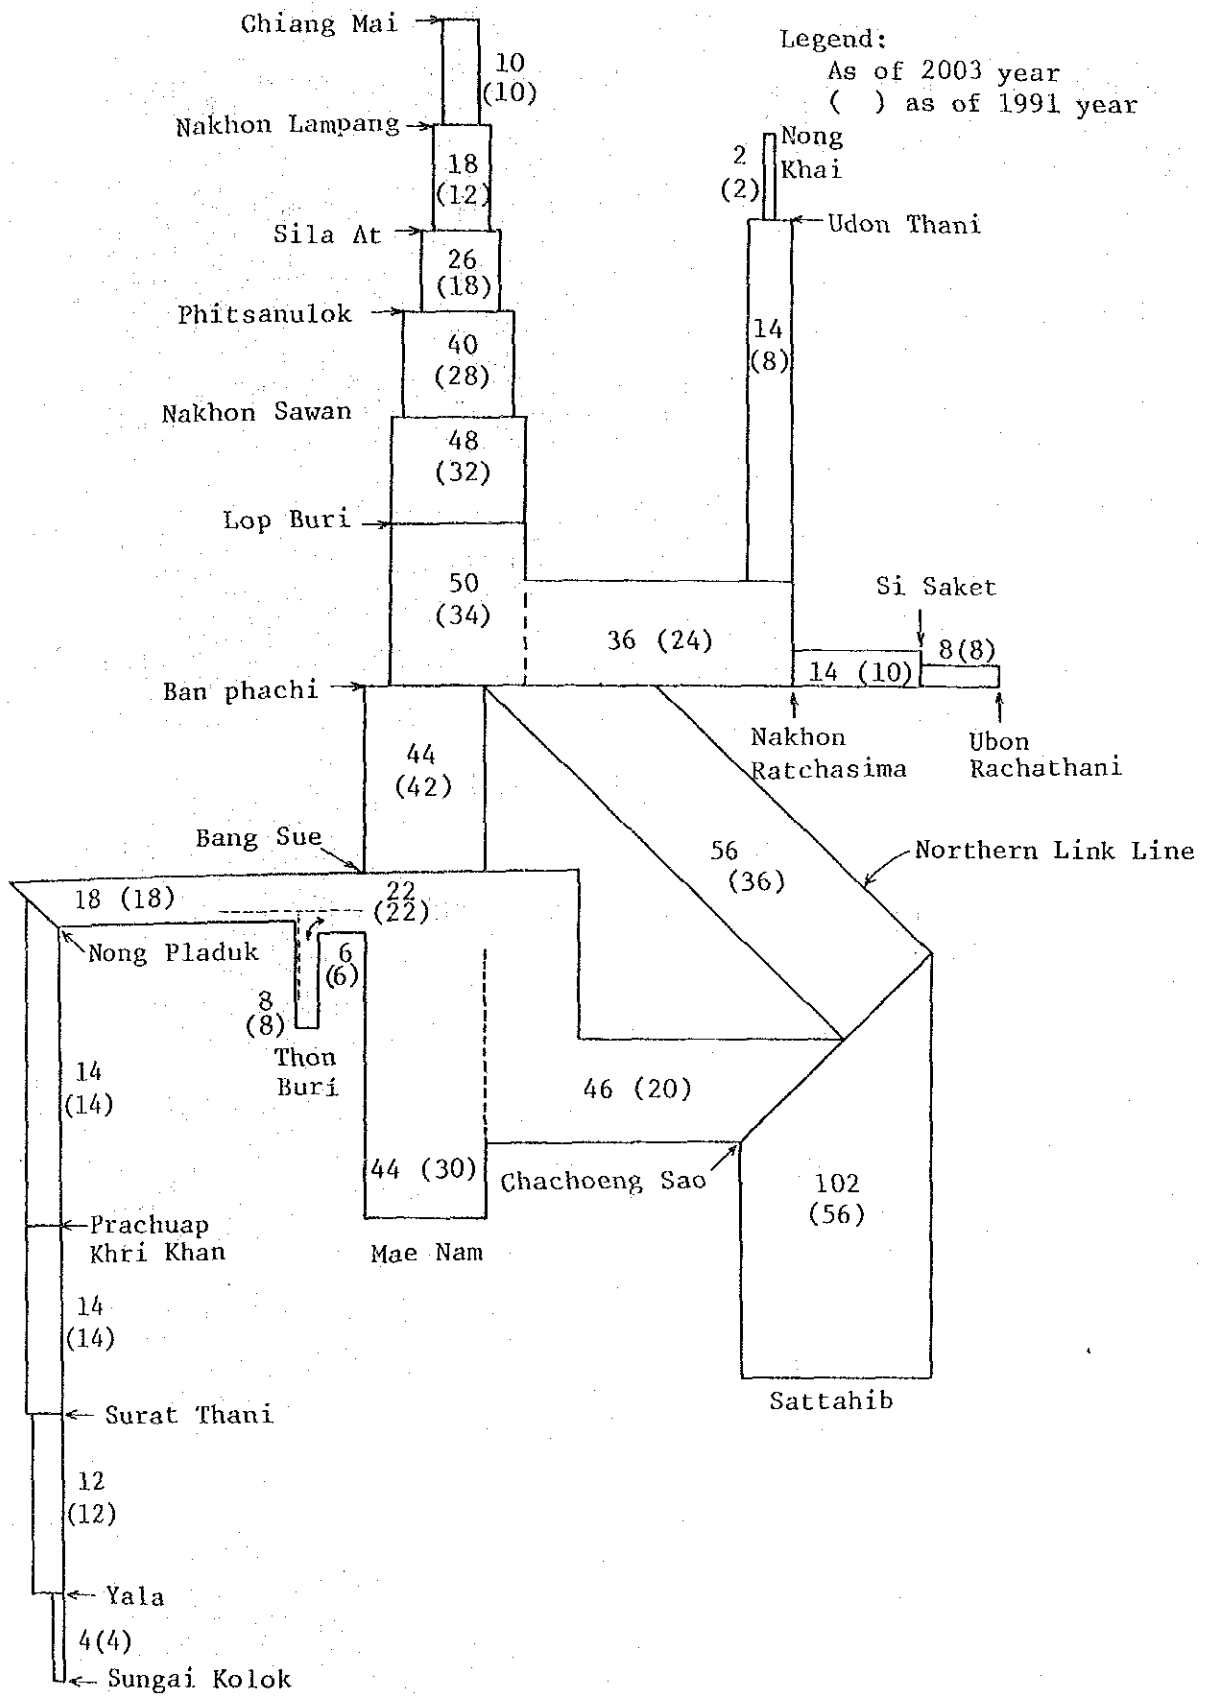 Chiang Mai
Legend:
As of 2003 year
( ) as of 1991 year
10
(10)
Nakhon Lampang
18
(12)
Nong
Khai
2
(2)
Sila At
Udon Thani
26
(18)
Phitsanulok
40
(28)
14
(8)
Nakhon Sawan
48
(32)
Lop Buri
50
(34)
36 (24)
Si Saket
8(8)
14 (10)
Ban phachi
Nakhon
Ratchasima
Ubon
Rachathani
44
(42)
Bang Sue
56
(36)
Northern Link Line
18 (18)
22
(22)
Nong Pladuk
6
(6)
8
(8)
Thon
Buri
14
(14)
46 (20)
44 (30)
Chachoeng Sao
102
(56)
Prachuap
Khri Khan
Mae Nam
14
(14)
Sattahib
Surat Thani
12
(12)
Yala
4(4)
Sungai Kolok